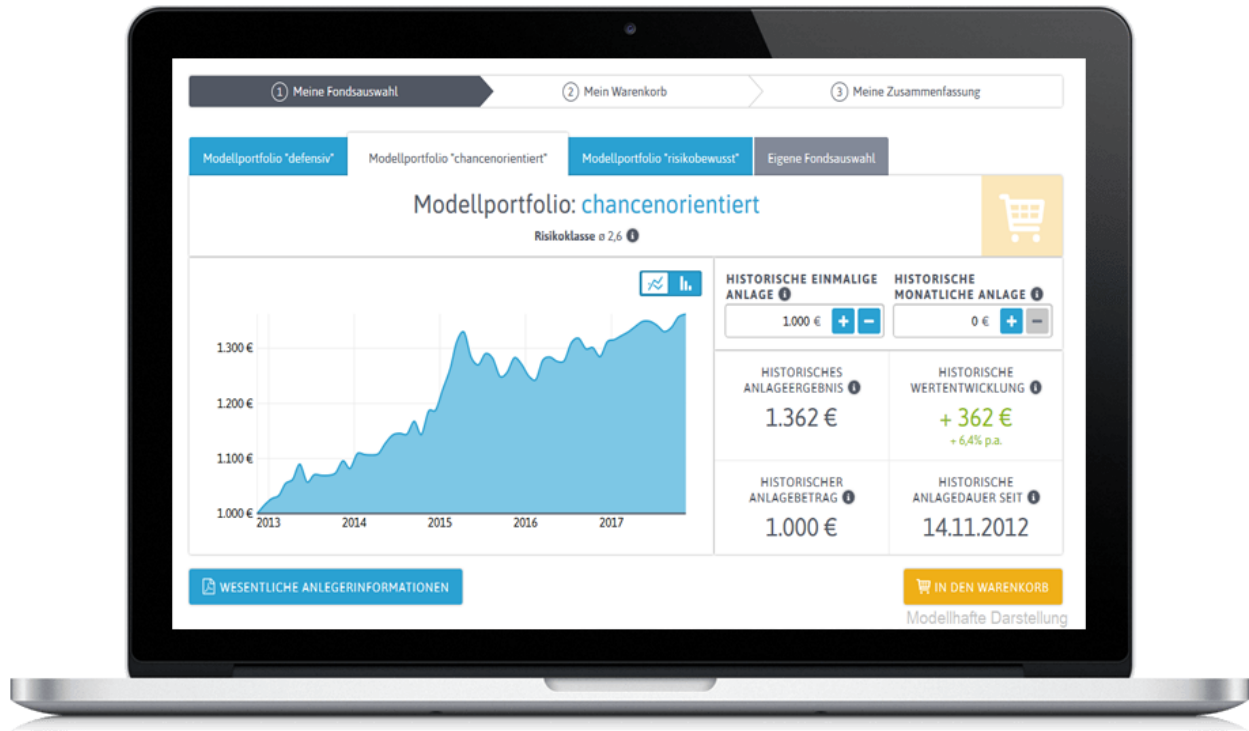 1 Meine Fondsauswahl
2 Mein Warenkorb
3 Meine Zusammenfassung
Modellportfolio "defensiv"
Modellportfolio "chancenorientiert"
Modellportfolio "risikobewusst"
Eigene Fondsauswahl
Modellportfolio: chancenorientiert
Risikoklasse ø 2,6 i
1.300 €
1.200 €
1.100 €
1.000 €
2013
2014
2015
2016
2017
HISTORISCHE EINMALIGE
ANLAGE i
1.000 € + −
HISTORISCHE
MONATLICHE ANLAGE i
0 € + −
HISTORISCHES
ANLAGEERGEBNIS i
1.362 €
HISTORISCHE
WERTENTWICKLUNG i
+ 362 €
+ 6,4% p.a.
HISTORISCHER
ANLAGEBETRAG i
1.000 €
HISTORISCHE
ANLAGEDAUER SEIT i
14.11.2012
WESENTLICHE ANLEGERINFORMATIONEN
IN DEN WARENKORB
Modellhafte Darstellung